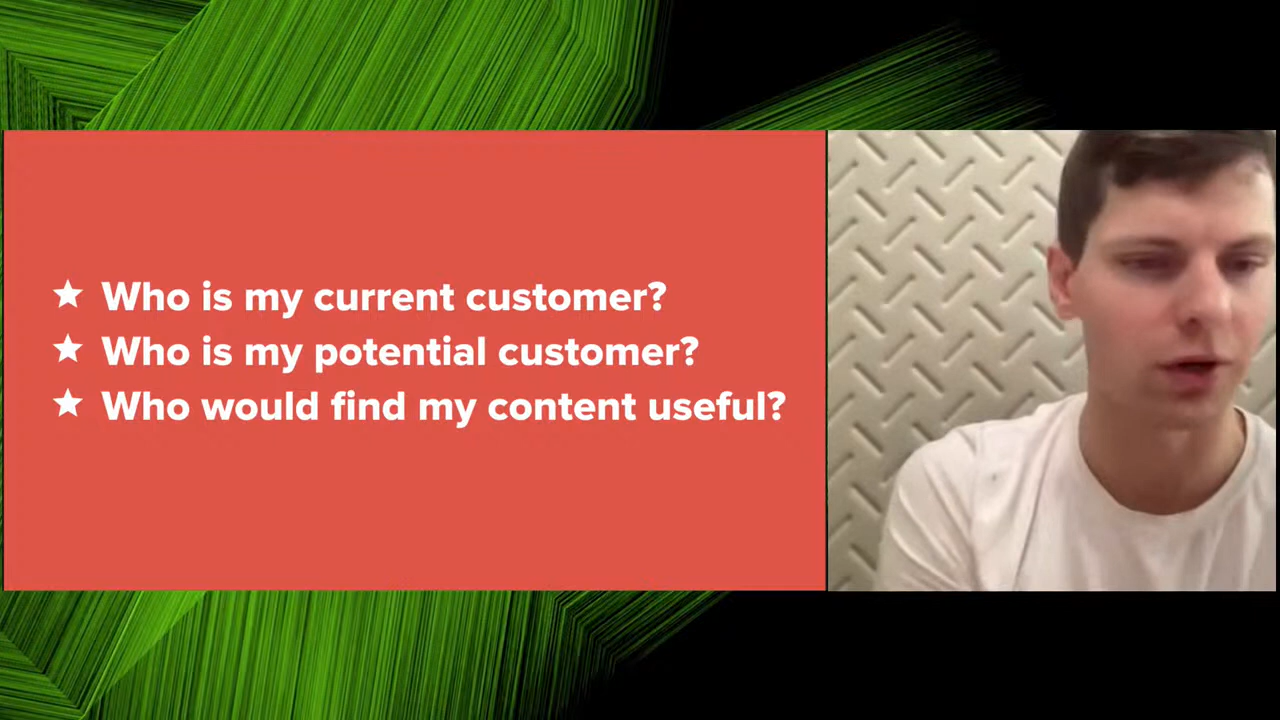 ★ Who is my current customer?
★ Who is my potential customer?
★ Who would find my content useful?